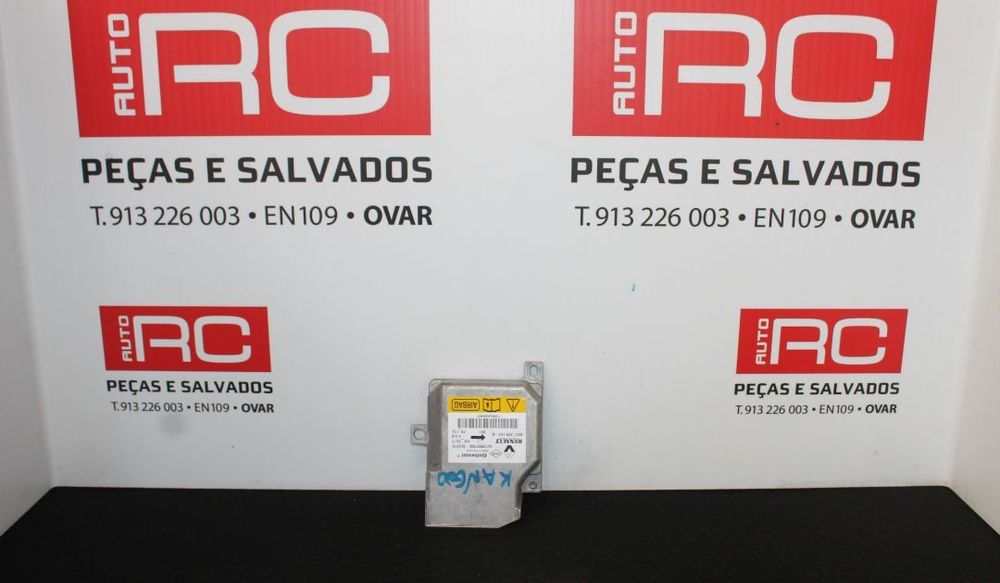 AUTO RC
PEÇAS E SALVADOS
T. 913 226 003 • EN109 • OVAR
AUTO RC
PEÇAS E SALVADOS
T. 913 226 003 • EN109 • OVAR
AUTO RC
PEÇAS E SALVADOS
T. 913 226 003 • EN109 • OVAR
AUTO RC
PEÇAS E SALVADOS
T. 913 226 003 • EN109 • OVAR
KANGOO
Continental
RENAULT
AIRBAG